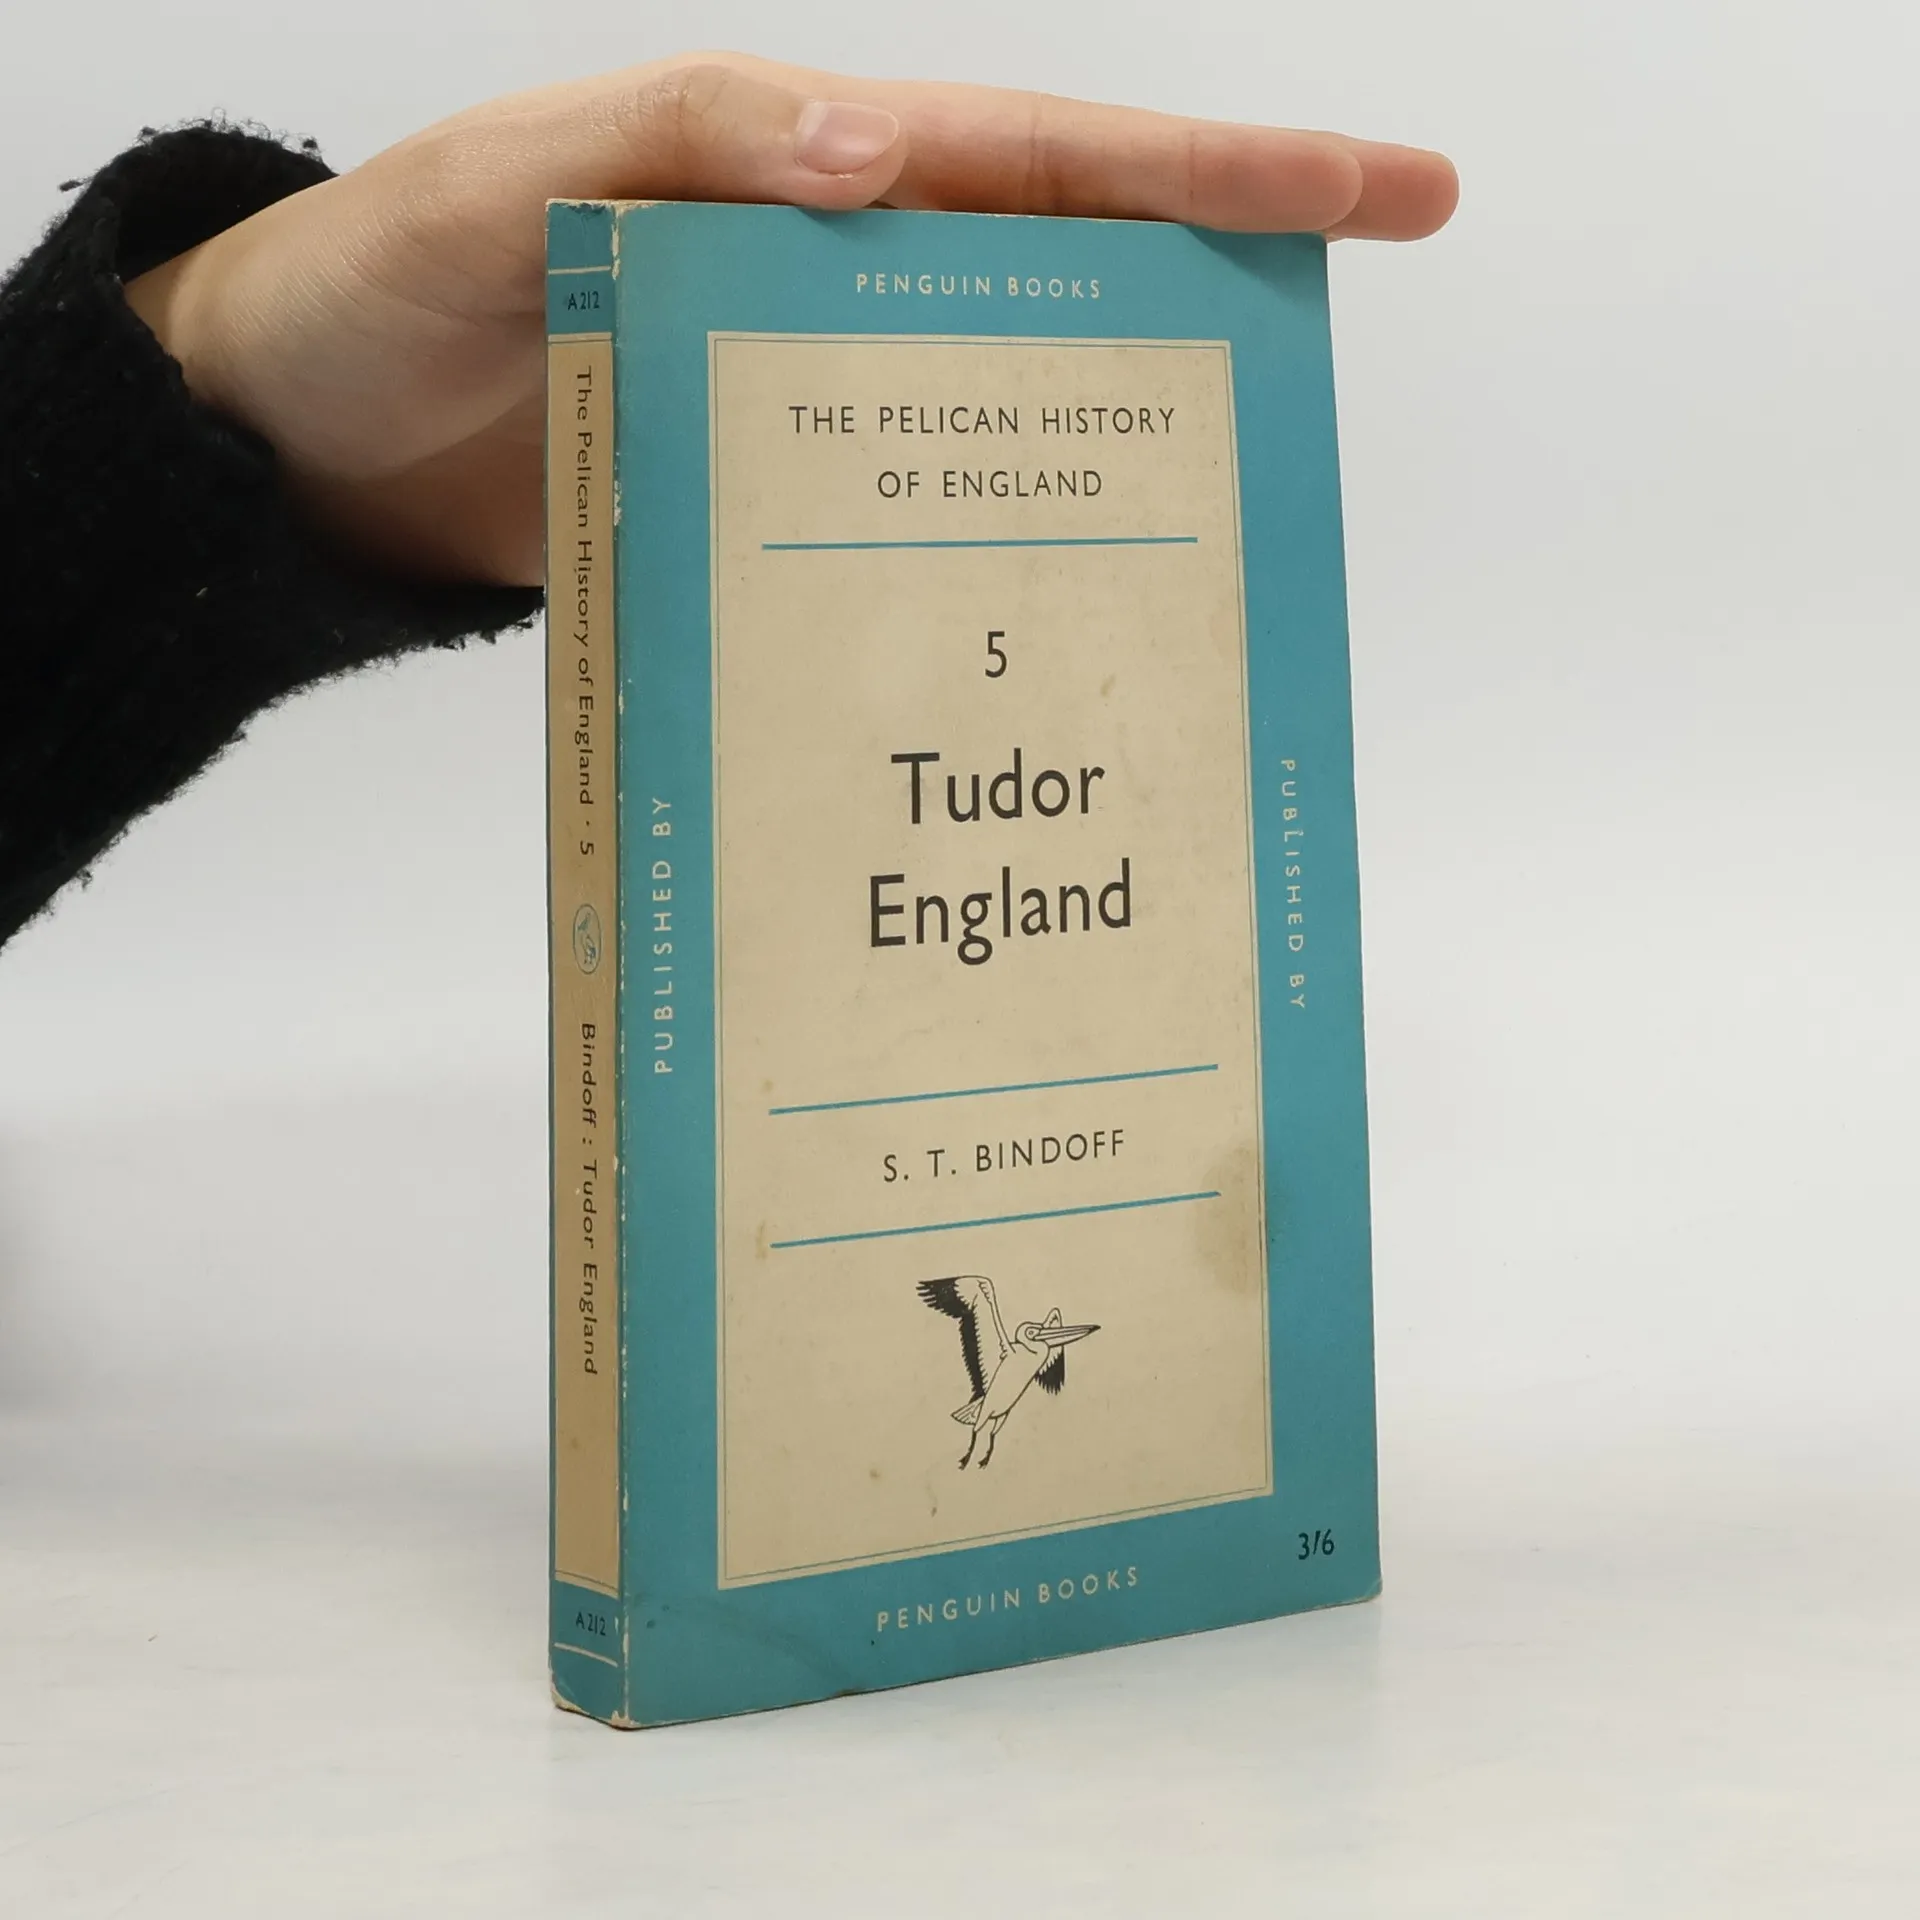 A212
The Pelican History of England · 5
Bindoff : Tudor England
A212
PENGUIN BOOKS
THE PELICAN HISTORY
OF ENGLAND
5
Tudor
England
S. T. BINDOFF
PUBLISHED BY
PUBLISHED BY
3/6
PENGUIN BOOKS